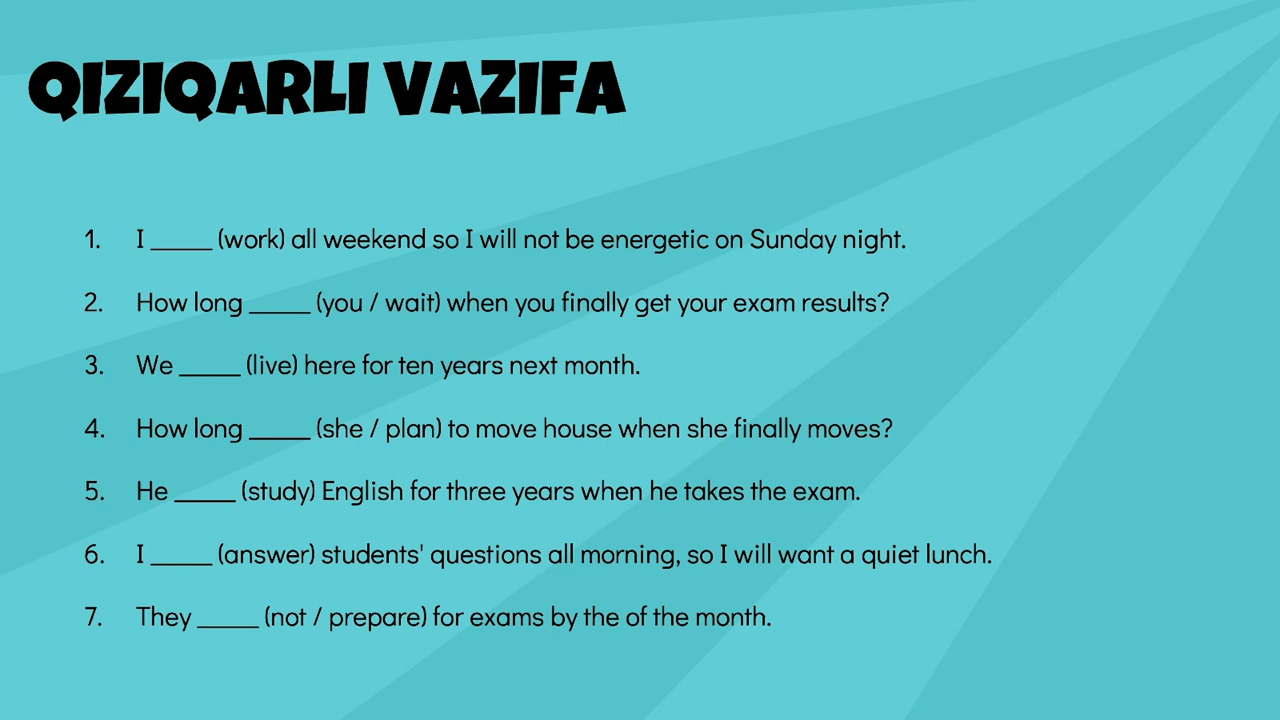 QIZIQARLI VAZIFA
1. I _____ (work) all weekend so I will not be energetic on Sunday night.
2. How long _____ (you / wait) when you finally get your exam results?
3. We _____ (live) here for ten years next month.
4. How long _____ (she / plan) to move house when she finally moves?
5. He _____ (study) English for three years when he takes the exam.
6. I _____ (answer) students' questions all morning, so I will want a quiet lunch.
7. They _____ (not / prepare) for exams by the of the month.